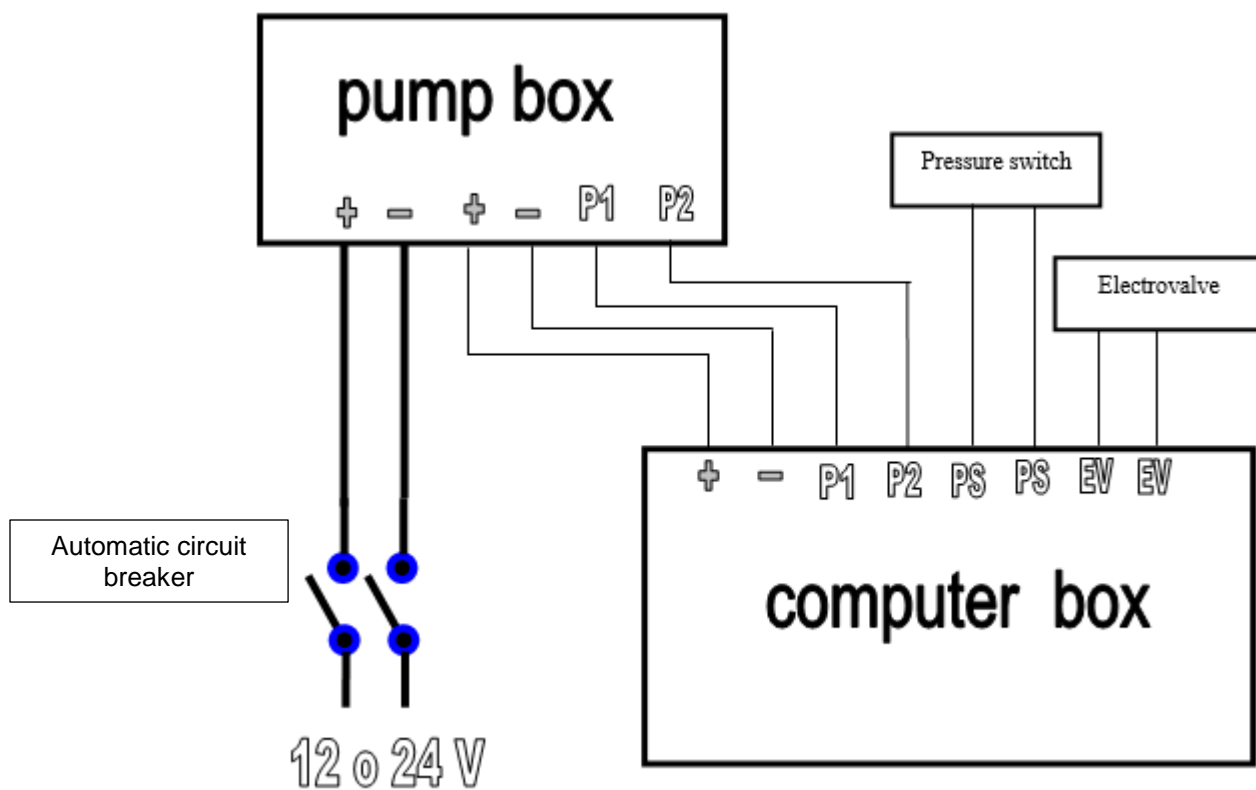 pump box
+ − + − P1 P2
Pressure switch
Electrovalve
+ − P1 P2 PS PS EV EV
Automatic circuit
breaker
computer box
12 o 24 V